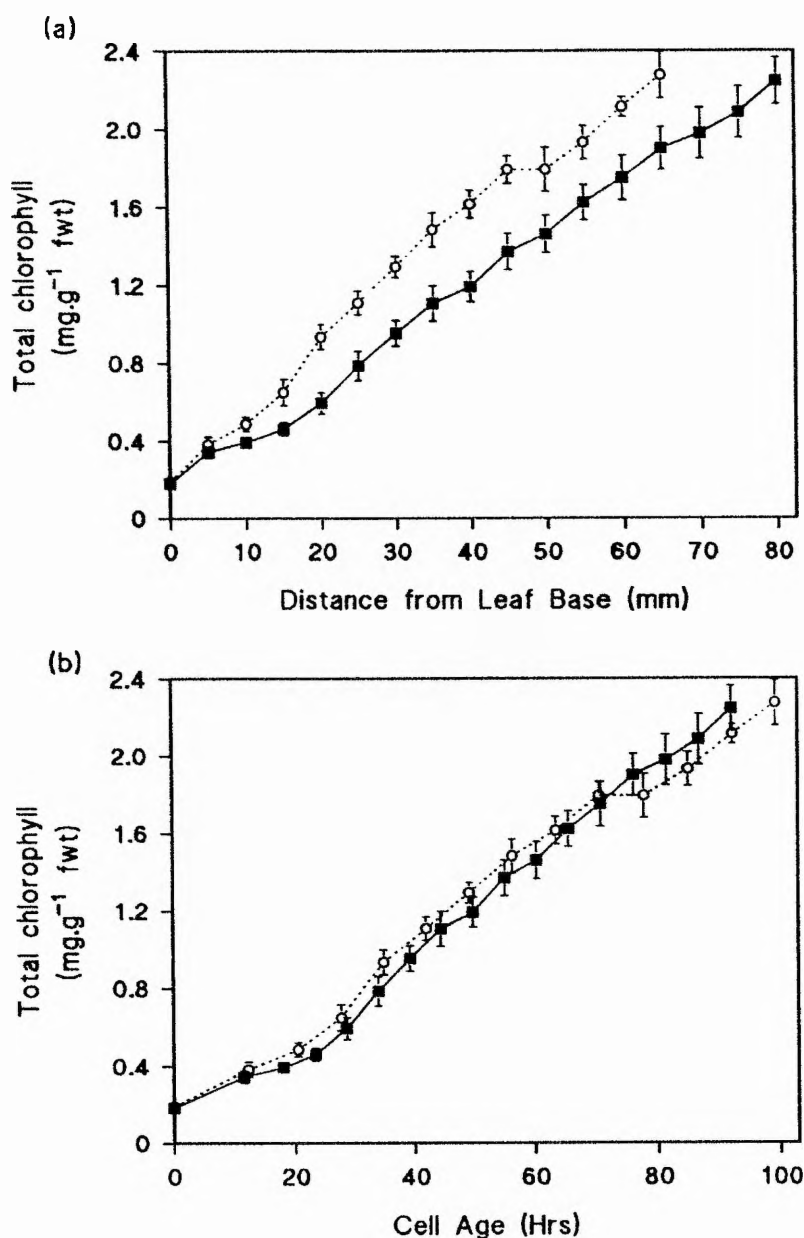 (a)
2.4
2.0
1.6
1.2
0.8
0.4
0
Total chlorophyll
(mg.g⁻¹ fwt)
0 10 20 30 40 50 60 70 80
Distance from Leaf Base (mm)
(b)
2.4
2.0
1.6
1.2
0.8
0.4
0
Total chlorophyll
(mg.g⁻¹ fwt)
0 20 40 60 80 100
Cell Age (Hrs)